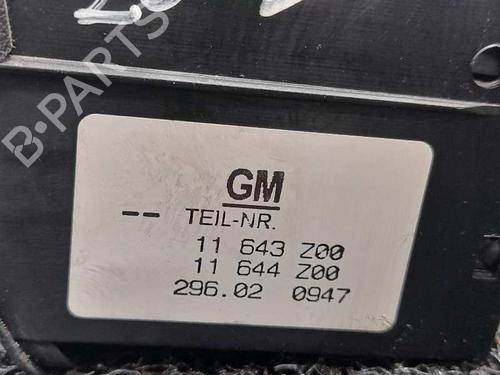 B-PARTS
GM
-- TEIL-NR.
11 643 Z00
11 644 Z00
296.02 0947